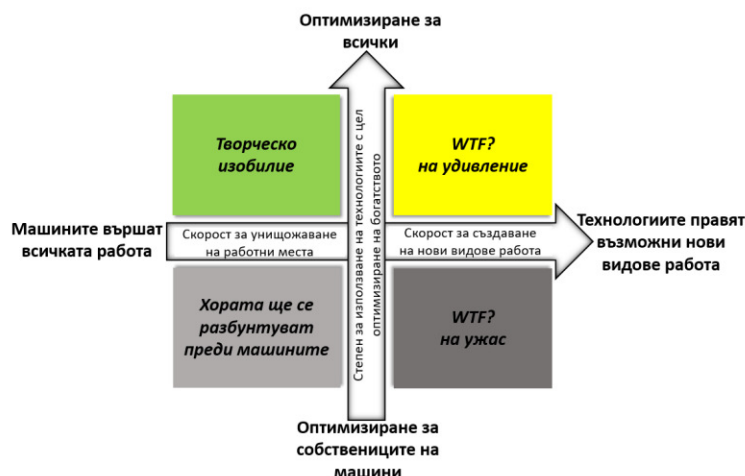 Оптимизиране за
всички
Творческо
изобилие
WTF?
на удивление
Степен за използване на технологиите с цел
оптимизиране на богатството
Машините вършат
всичката работа
Скорост за унищожаване
на работни места
Скорост за създаване
на нови видове работа
Технологиите правят
възможни нови
видове работа
Хората ще се
разбунтуват
преди машините
WTF?
на ужас
Оптимизиране за
собствениците на
машини